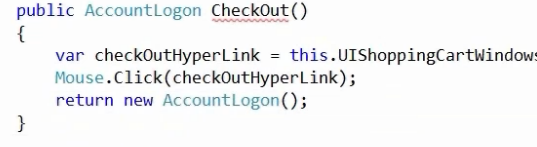 public AccountLogon CheckOut()
{
var checkOutHyperLink = this.UIShoppingCartWindows
Mouse.Click(checkOutHyperLink);
return new AccountLogon();
}